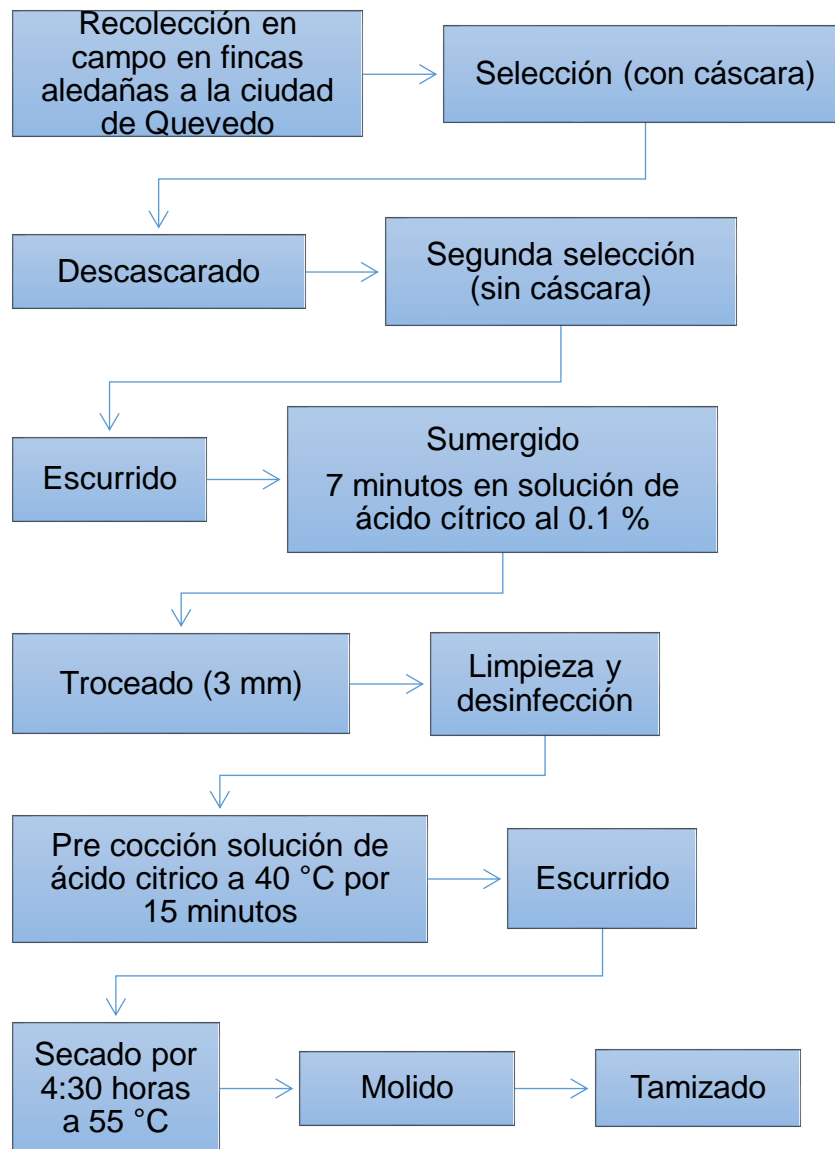 Recolección en
campo en fincas
aledañas a la ciudad
de Quevedo
Selección (con cáscara)
Descascarado
Segunda selección
(sin cáscara)
Escurrido
Sumergido
7 minutos en solución de
ácido cítrico al 0.1 %
Troceado (3 mm)
Limpieza y
desinfección
Pre cocción solución de
ácido citrico a 40 °C por
15 minutos
Escurrido
Secado por
4:30 horas
a 55 °C
Molido
Tamizado